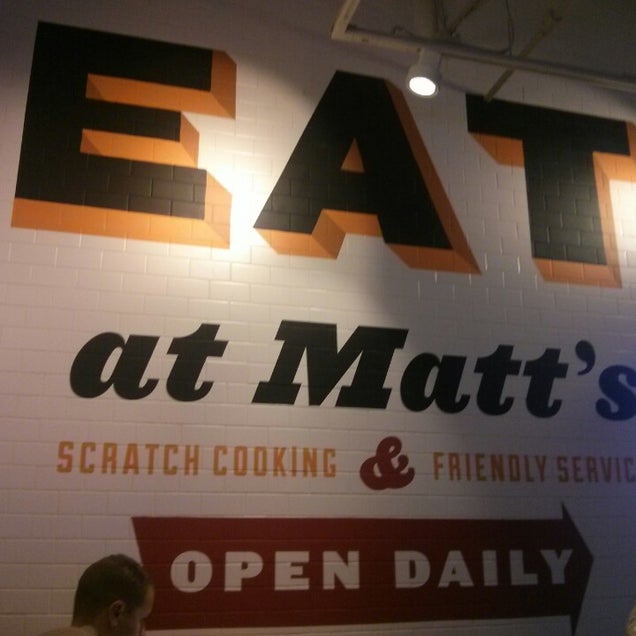 EAT
at Matt's
SCRATCH COOKING & FRIENDLY SERVIC
OPEN DAILY